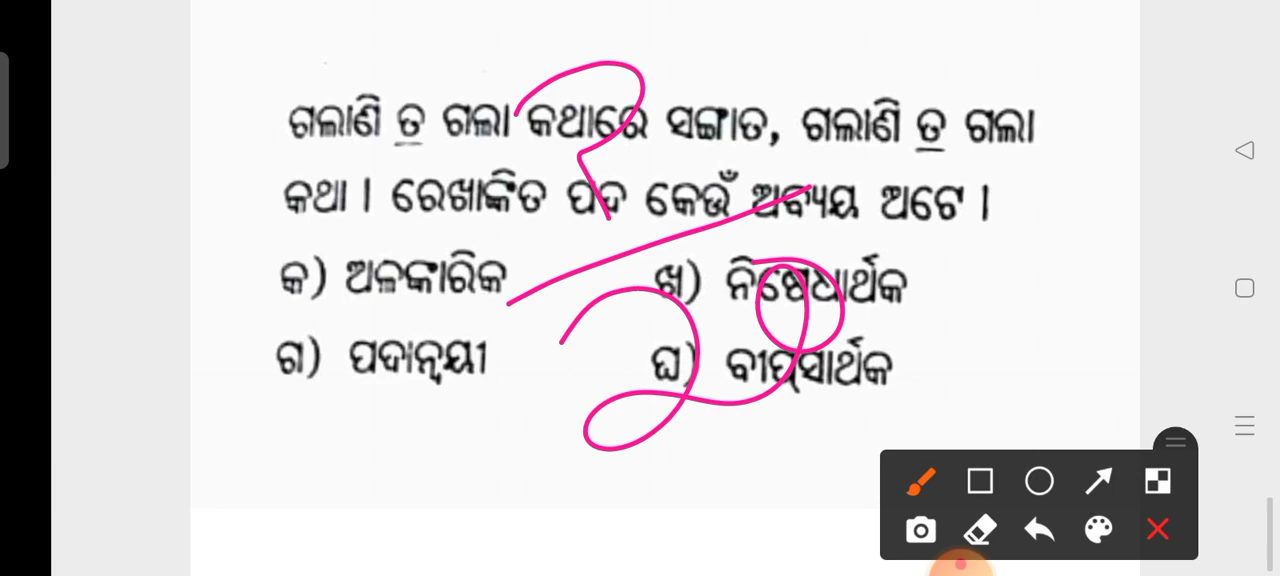 ଗଲାଣି ତ ଗଲା କଥାରେ ସଙ୍ଗାତ, ଗଲାଣି ତ ଗଲା
କଥା । ରେଖାଙ୍କିତ ପଦ କେଉଁ ଅବ୍ୟୟ ଅଟେ ।
କ) ଅଳଙ୍କାରିକ ଖ) ନିଷେଧାର୍ଥକ
ଗ) ପଦାନ୍ୱୟୀ ଘ) ବୀପ୍‌ସାର୍ଥକ